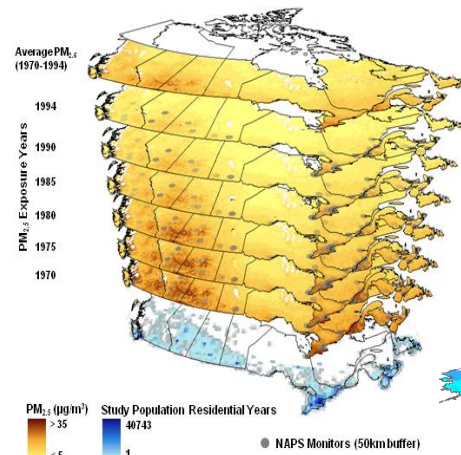 Average PM2.5
(1970-1994)
1994
1990
1985
1980
1975
1970
PM2.5 Exposure Years
PM2.5 (µg/m³)
> 35
< 5
Study Population Residential Years
40743
1
NAPS Monitors (50km buffer)